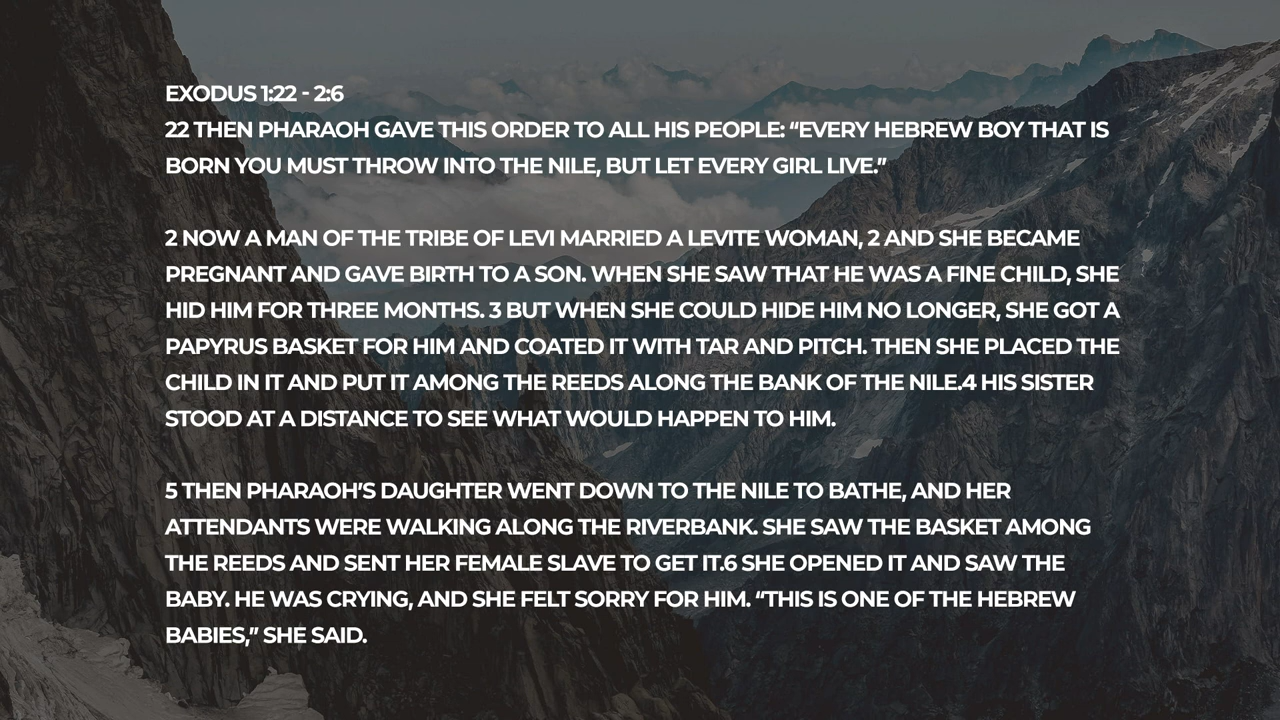 EXODUS 1:22 - 2:6
22 THEN PHARAOH GAVE THIS ORDER TO ALL HIS PEOPLE: “EVERY HEBREW BOY THAT IS
BORN YOU MUST THROW INTO THE NILE, BUT LET EVERY GIRL LIVE.”
2 NOW A MAN OF THE TRIBE OF LEVI MARRIED A LEVITE WOMAN, 2 AND SHE BECAME
PREGNANT AND GAVE BIRTH TO A SON. WHEN SHE SAW THAT HE WAS A FINE CHILD, SHE
HID HIM FOR THREE MONTHS. 3 BUT WHEN SHE COULD HIDE HIM NO LONGER, SHE GOT A
PAPYRUS BASKET FOR HIM AND COATED IT WITH TAR AND PITCH. THEN SHE PLACED THE
CHILD IN IT AND PUT IT AMONG THE REEDS ALONG THE BANK OF THE NILE.4 HIS SISTER
STOOD AT A DISTANCE TO SEE WHAT WOULD HAPPEN TO HIM.
5 THEN PHARAOH’S DAUGHTER WENT DOWN TO THE NILE TO BATHE, AND HER
ATTENDANTS WERE WALKING ALONG THE RIVERBANK. SHE SAW THE BASKET AMONG
THE REEDS AND SENT HER FEMALE SLAVE TO GET IT.6 SHE OPENED IT AND SAW THE
BABY. HE WAS CRYING, AND SHE FELT SORRY FOR HIM. “THIS IS ONE OF THE HEBREW
BABIES,” SHE SAID.